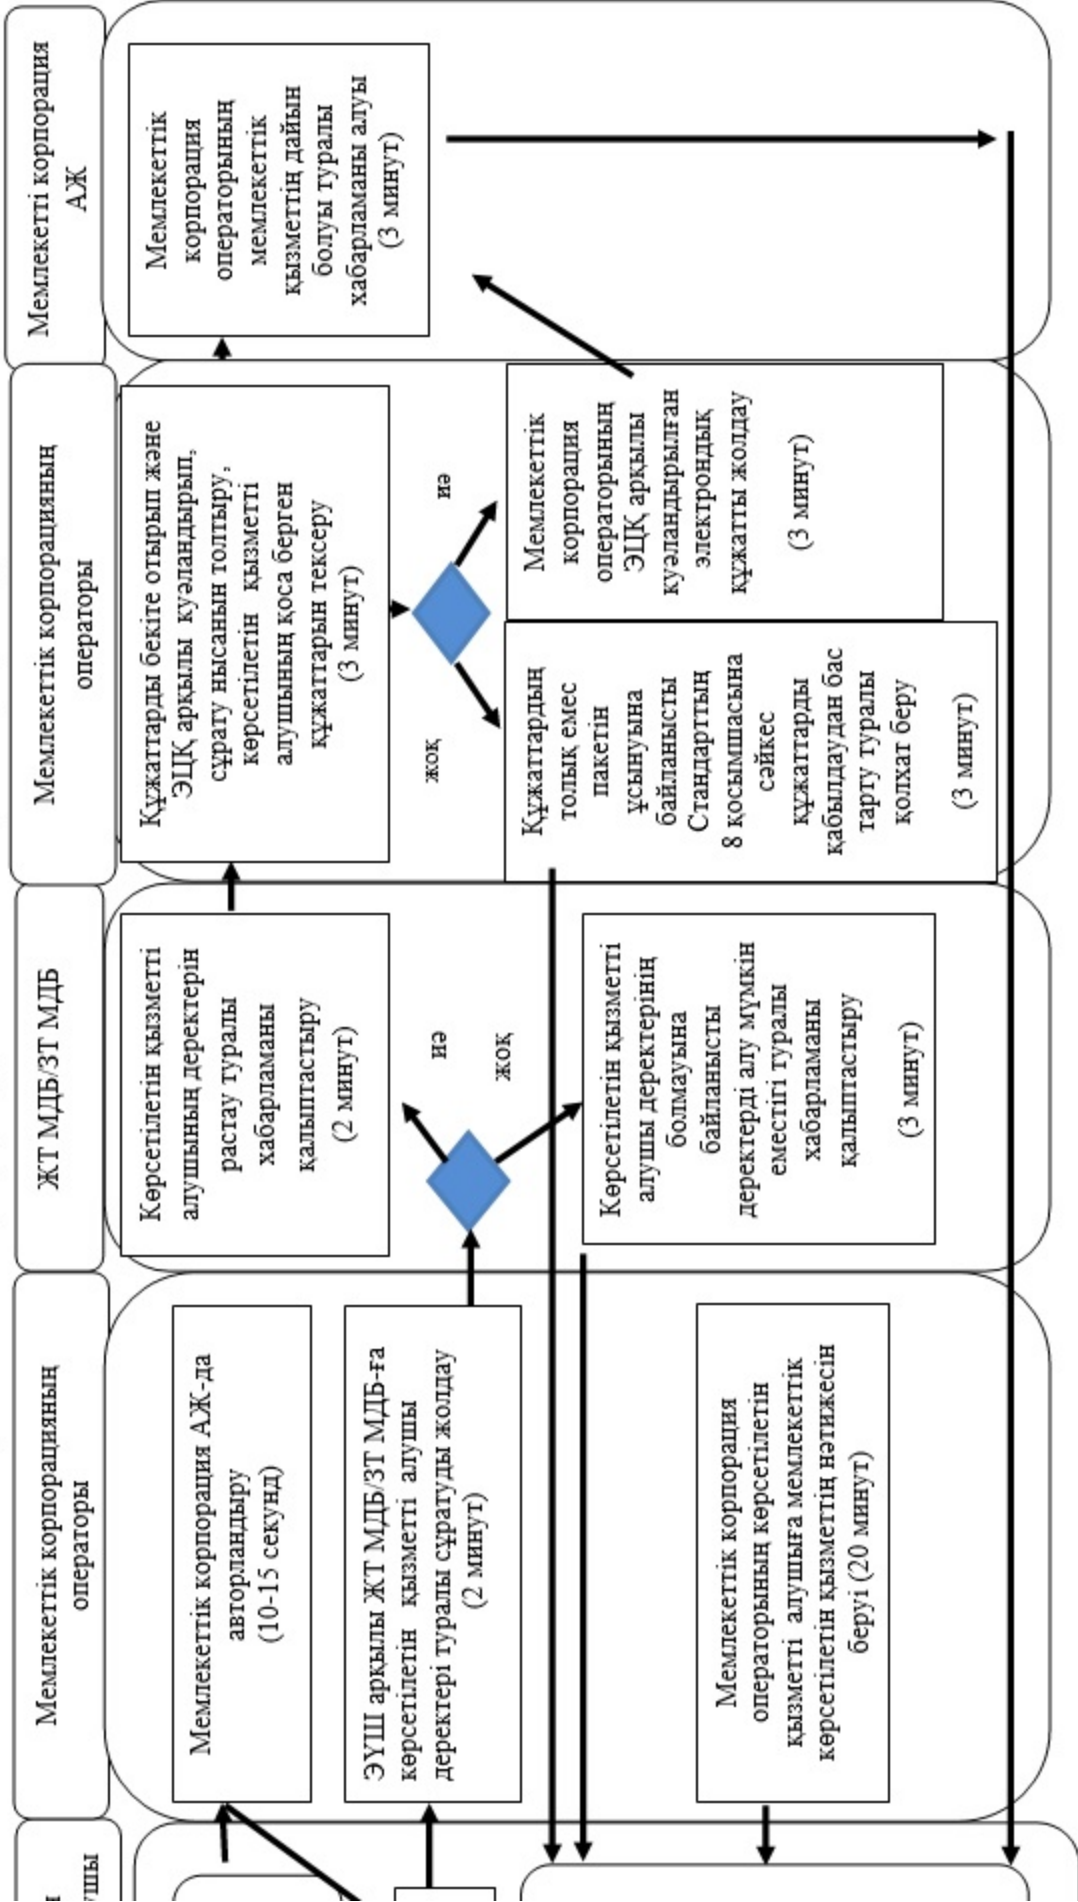 ушы
Мемлекеттік корпорацияның
операторы
Мемлекеттік корпорация АЖ-да
авторландыру
(10-15 секунд)
ЭҮШ арқылы ЖТ МДБ/ЗТ МДБ-ға
көрсетілетін қызметті алушы
деректері туралы сұратуды жолдау
(2 минут)
Мемлекеттік корпорация
операторының көрсетілетін
қызметті алушыға мемлекеттік
көрсетілетін қызметтің нәтижесін
беруі (20 минут)
ЖТ МДБ/ЗТ МДБ
Көрсетілетін қызметті
алушының деректерін
растау туралы
хабарламаны
қалыптастыру
(2 минут)
иә
жоқ
Көрсетілетін қызметті
алушы деректерінің
болмауына
байланысты
деректерді алу мүмкін
еместігі туралы
хабарламаны
қалыптастыру
(3 минут)
Мемлекеттік корпорацияның
операторы
Құжаттарды бекіте отырып және
ЭЦҚ арқылы куәландырып,
сұрату нысанын толтыру,
көрсетілетін қызметті
алушының қоса берген
құжаттарын тексеру
(3 минут)
жоқ
иә
Құжаттардың
толық емес
пакетін
ұсынуына
байланысты
Стандарттың
8 қосымшасына
сәйкес
құжаттарды
қабылдаудан бас
тарту туралы
қолхат беру
(3 минут)
Мемлекеттік
корпорация
операторының
ЭЦҚ арқылы
куәландырылған
электрондық
құжатты жолдау
(3 минут)
Мемлекетті корпорация
АЖ
Мемлекеттік
корпорация
операторының
мемлекеттік
қызметтің дайын
болуы туралы
хабарламаны алуы
(3 минут)